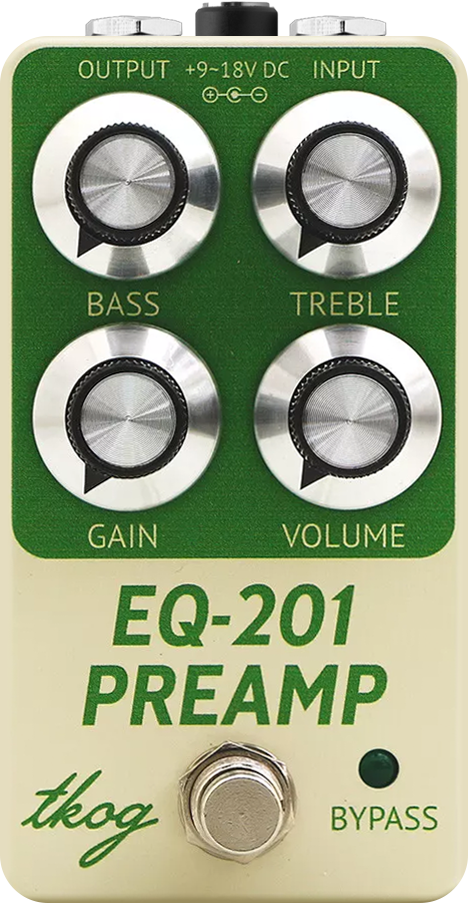 OUTPUT +9~18V DC INPUT
BASS TREBLE
GAIN VOLUME
EQ-201
PREAMP
tkog
BYPASS